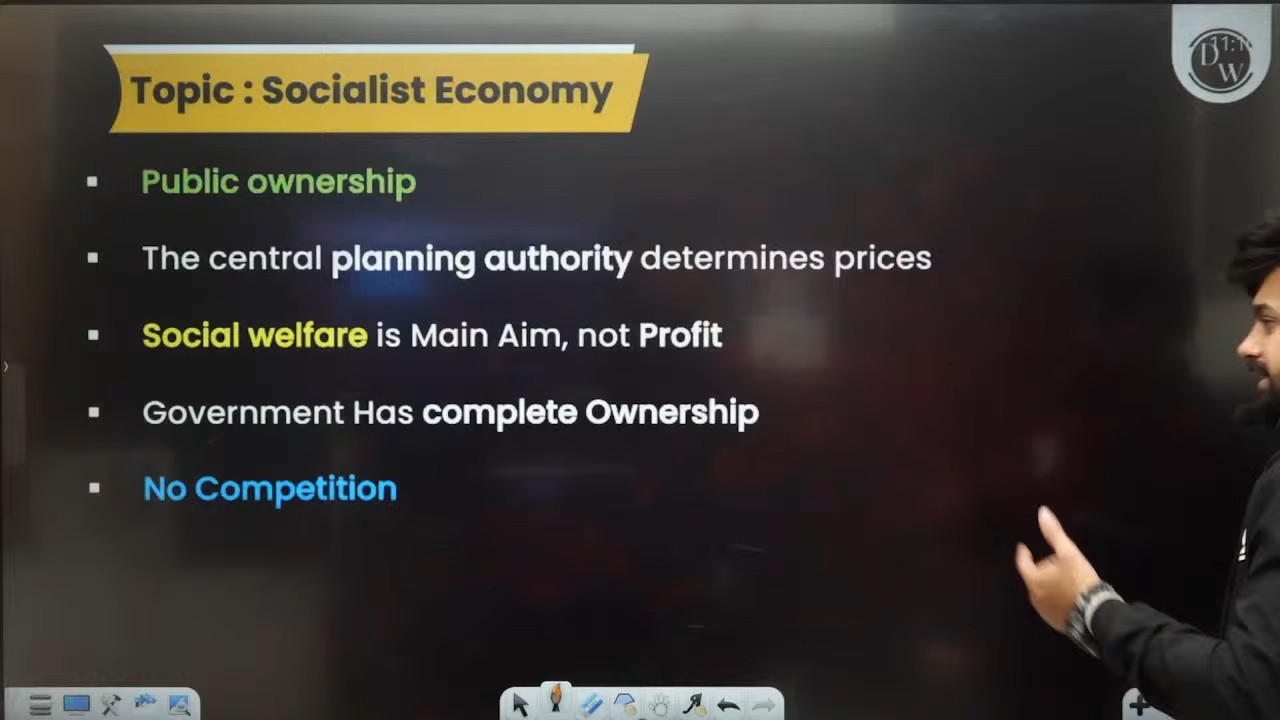 Topic : Socialist Economy
Public ownership
The central planning authority determines prices
Social welfare is Main Aim, not Profit
Government Has complete Ownership
No Competition
D W